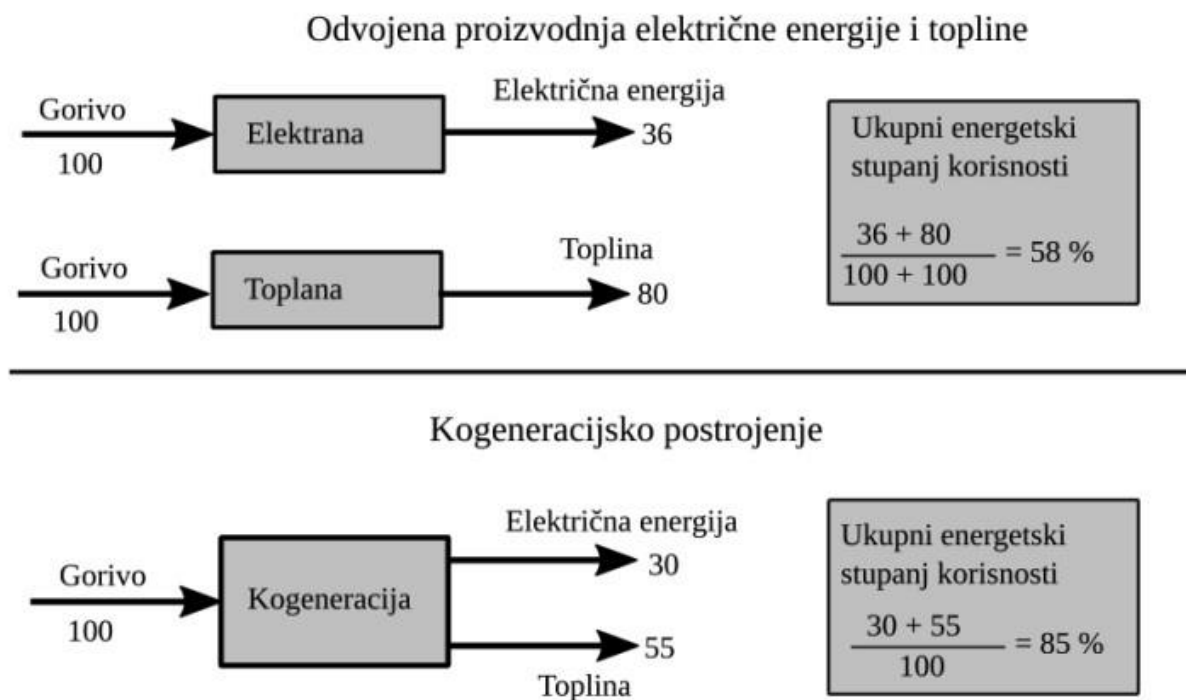 Odvojena proizvodnja električne energije i topline
Gorivo
100
Elektrana
Električna energija
36
Gorivo
100
Toplana
Toplina
80
Ukupni energetski
stupanj korisnosti
36 + 80
100 + 100
= 58 %
Kogeneracijsko postrojenje
Gorivo
100
Kogeneracija
Električna energija
30
55
Toplina
Ukupni energetski
stupanj korisnosti
30 + 55
100
= 85 %